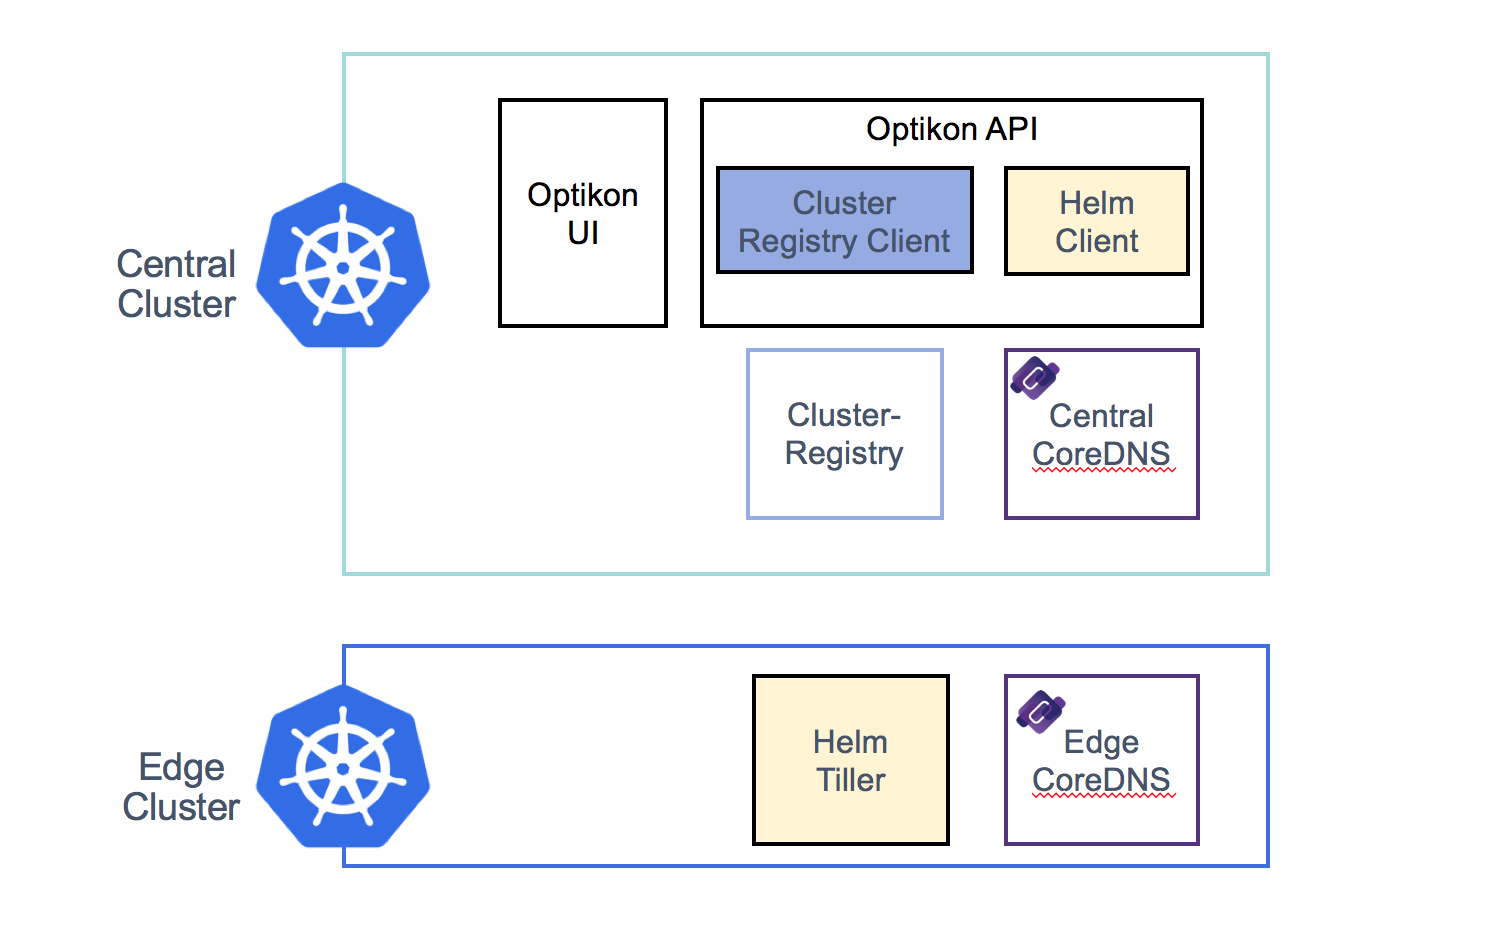 Central
Cluster
Optikon
UI
Optikon API
Cluster
Registry Client
Helm
Client
Cluster-
Registry
Central
CoreDNS
Edge
Cluster
Helm
Tiller
Edge
CoreDNS